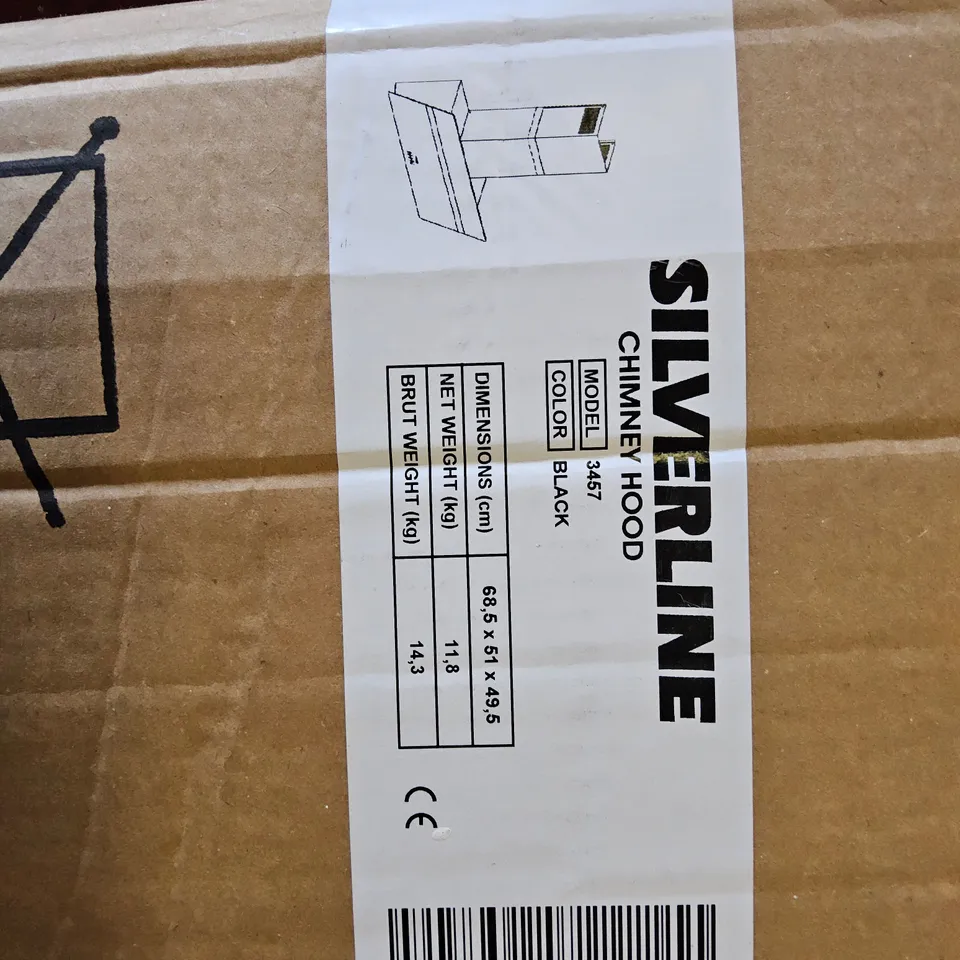 SILVERLINE
CHIMNEY HOOD
MODEL 3457
COLOR BLACK
DIMENSIONS (cm) 68,5 x 51 x 49,5
NET WEIGHT (kg) 11,8
BRUT WEIGHT (kg) 14,3
CE